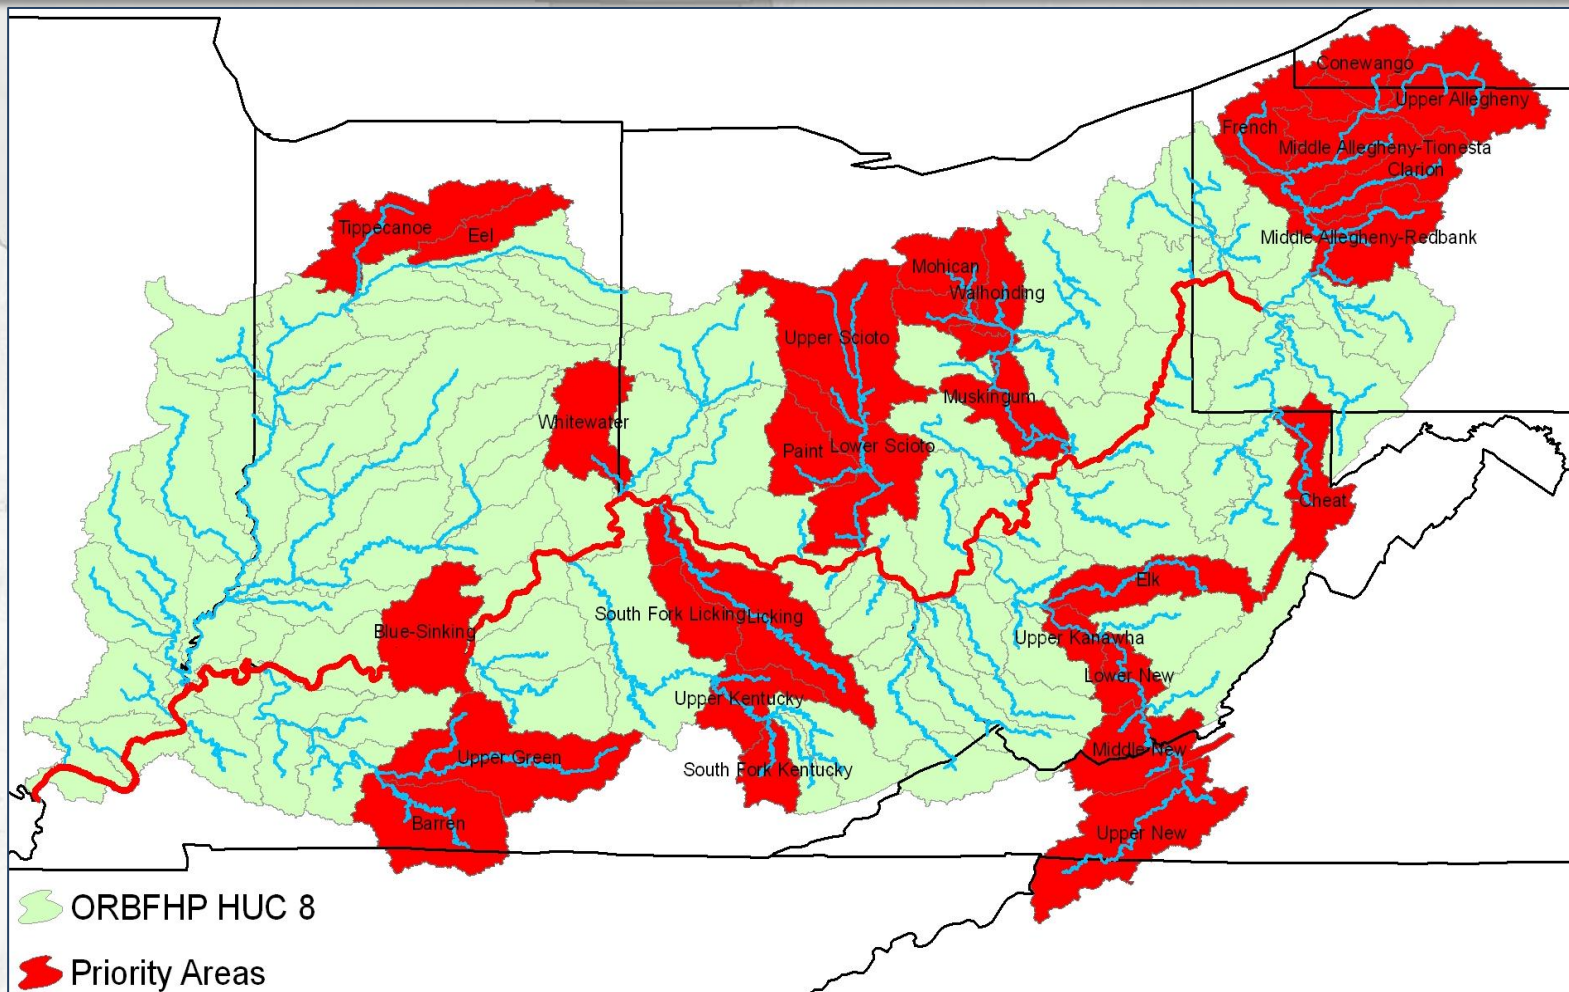 Conewango
Upper Allegheny
French
Middle Allegheny-Tionesta
Clarion
Middle Allegheny-Redbank
Tippecanoe
Eel
Mohican
Walhonding
Upper Scioto
Muskingum
Whitewater
Paint
Lower Scioto
Cheat
Elk
South Fork Licking
Licking
Blue-Sinking
Upper Kanawha
Lower New
Upper Kentucky
Middle New
Upper Green
South Fork Kentucky
Barren
Upper New
ORBFHP HUC 8
Priority Areas